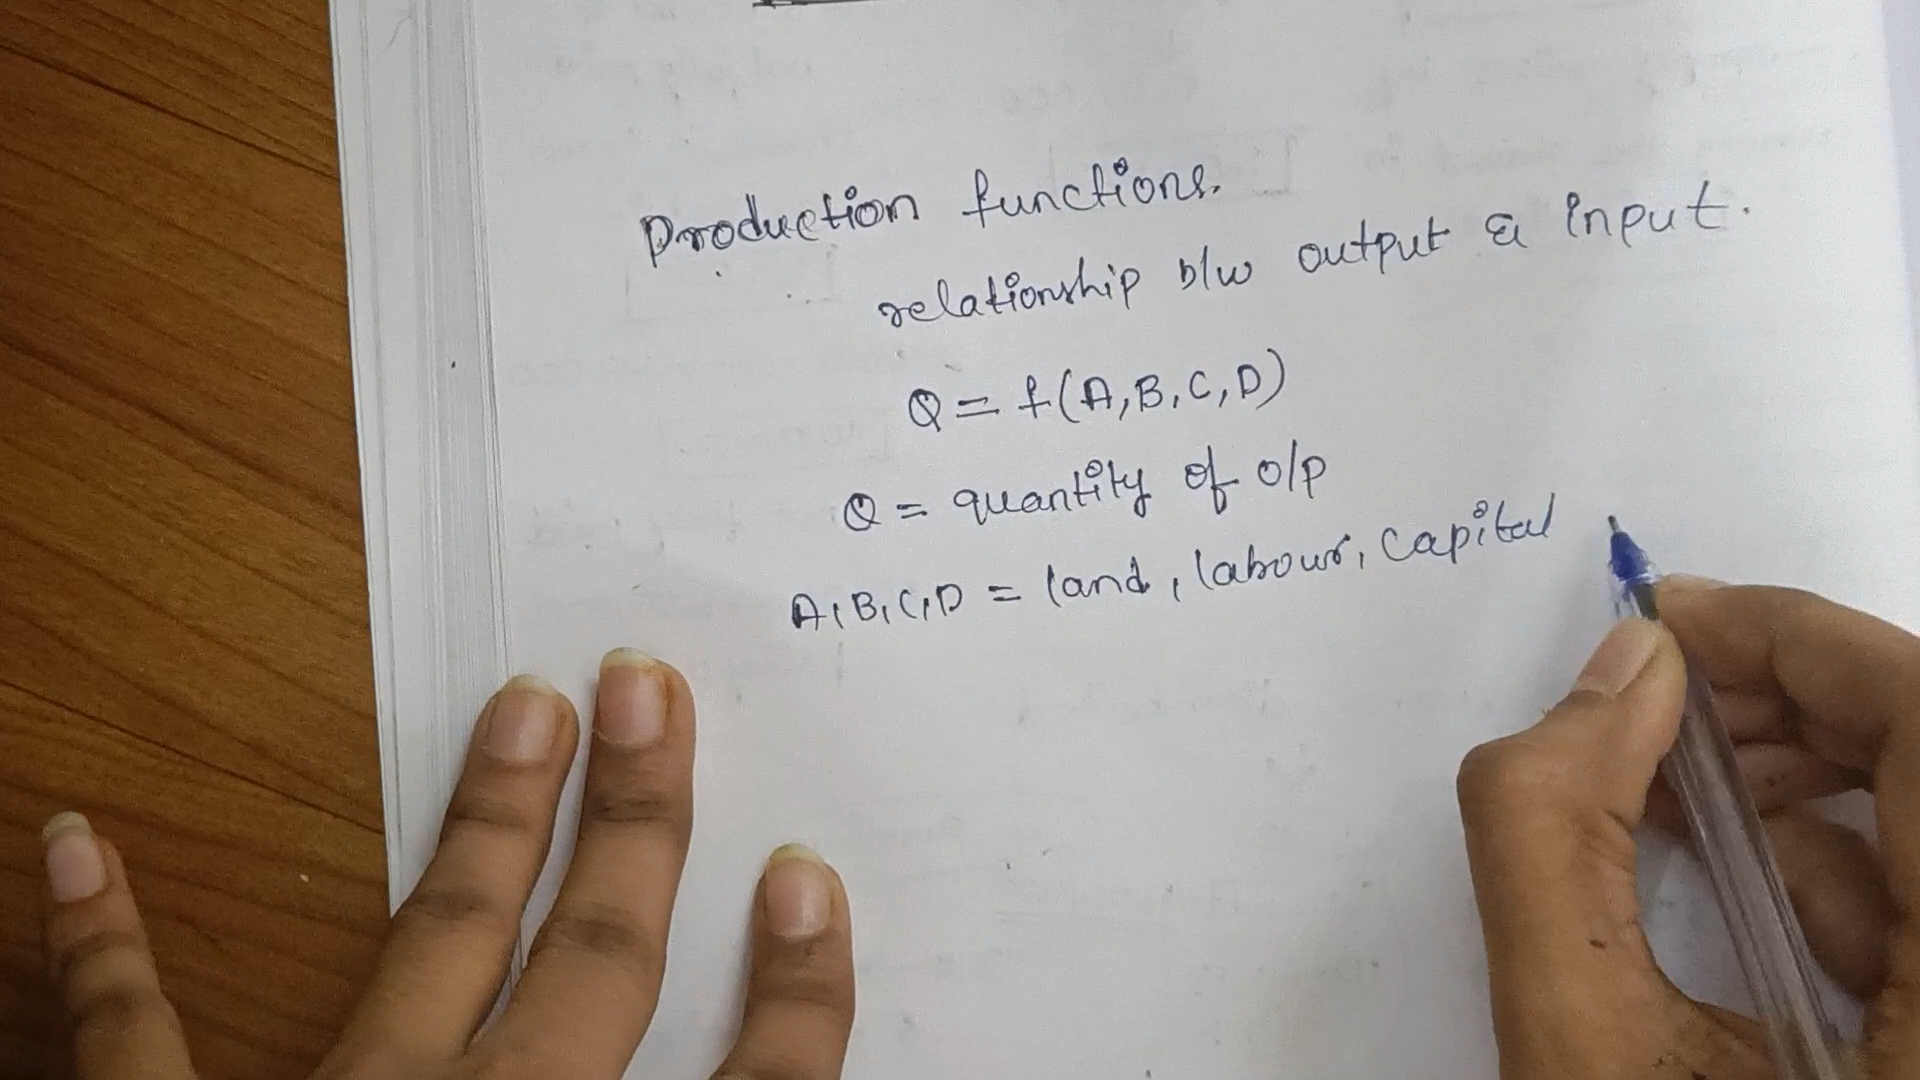 Production functions.
relationship b/w output & input.
Q = f(A,B,C,D)
Q = quantity of o/p
A,B,C,D = land, labour, capital